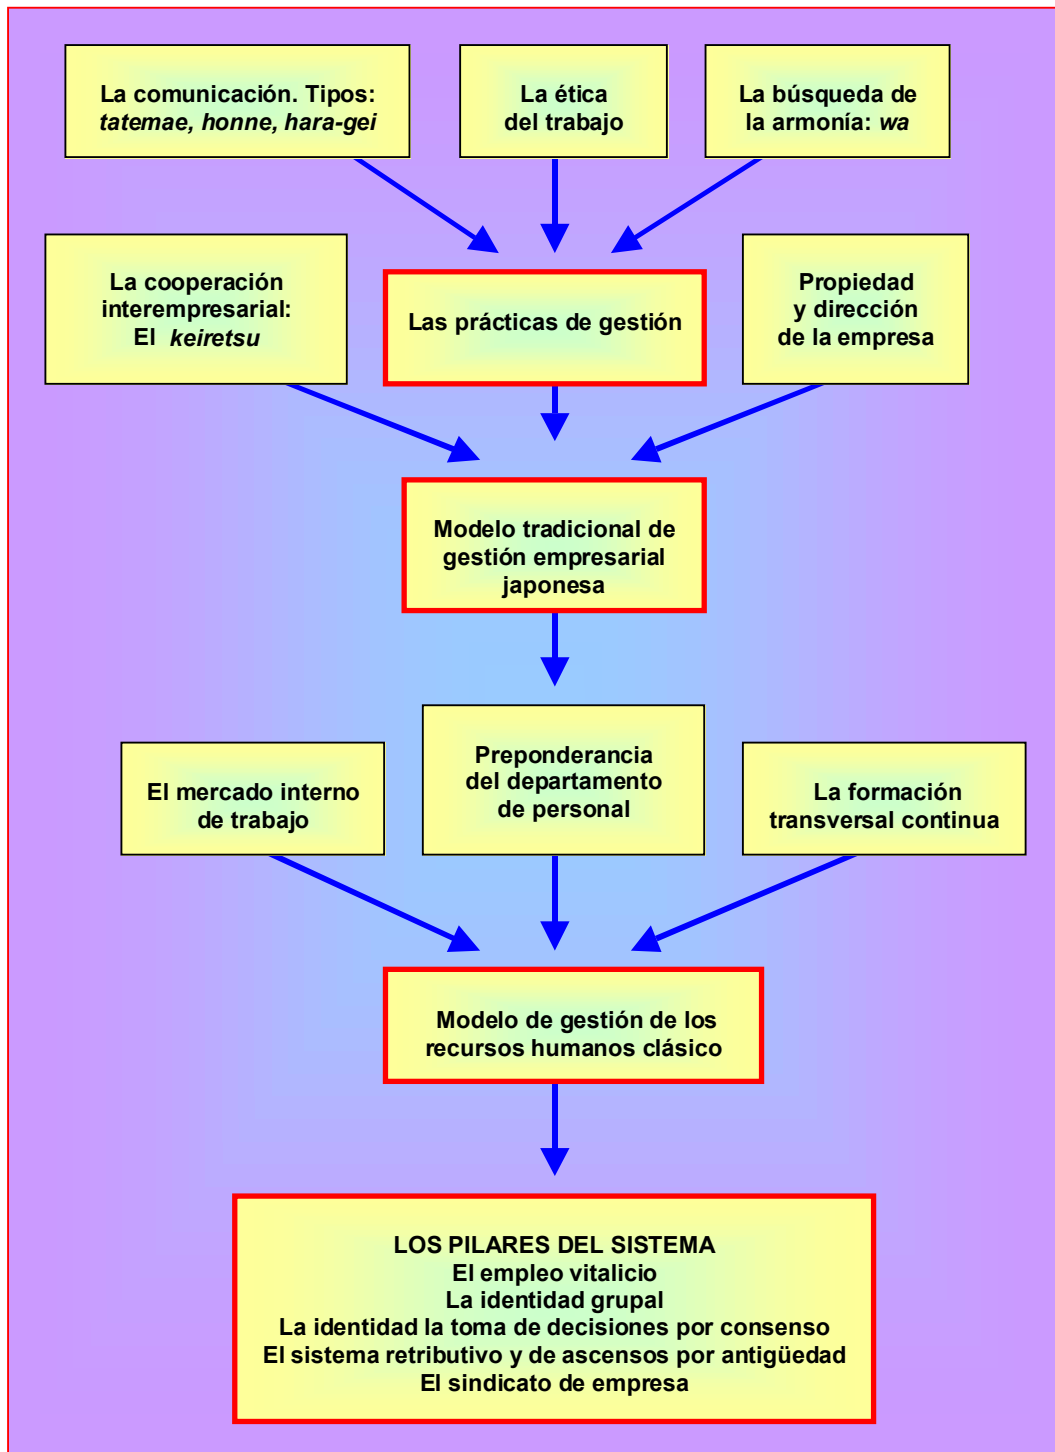 La comunicación. Tipos:
tatemae, honne, hara-gei
La ética
del trabajo
La búsqueda de
la armonía: wa
La cooperación
interempresarial:
El keiretsu
Las prácticas de gestión
Propiedad
y dirección
de la empresa
Modelo tradicional de
gestión empresarial
japonesa
El mercado interno
de trabajo
Preponderancia
del departamento
de personal
La formación
transversal continua
Modelo de gestión de los
recursos humanos clásico
LOS PILARES DEL SISTEMA
El empleo vitalicio
La identidad grupal
La identidad la toma de decisiones por consenso
El sistema retributivo y de ascensos por antigüedad
El sindicato de empresa